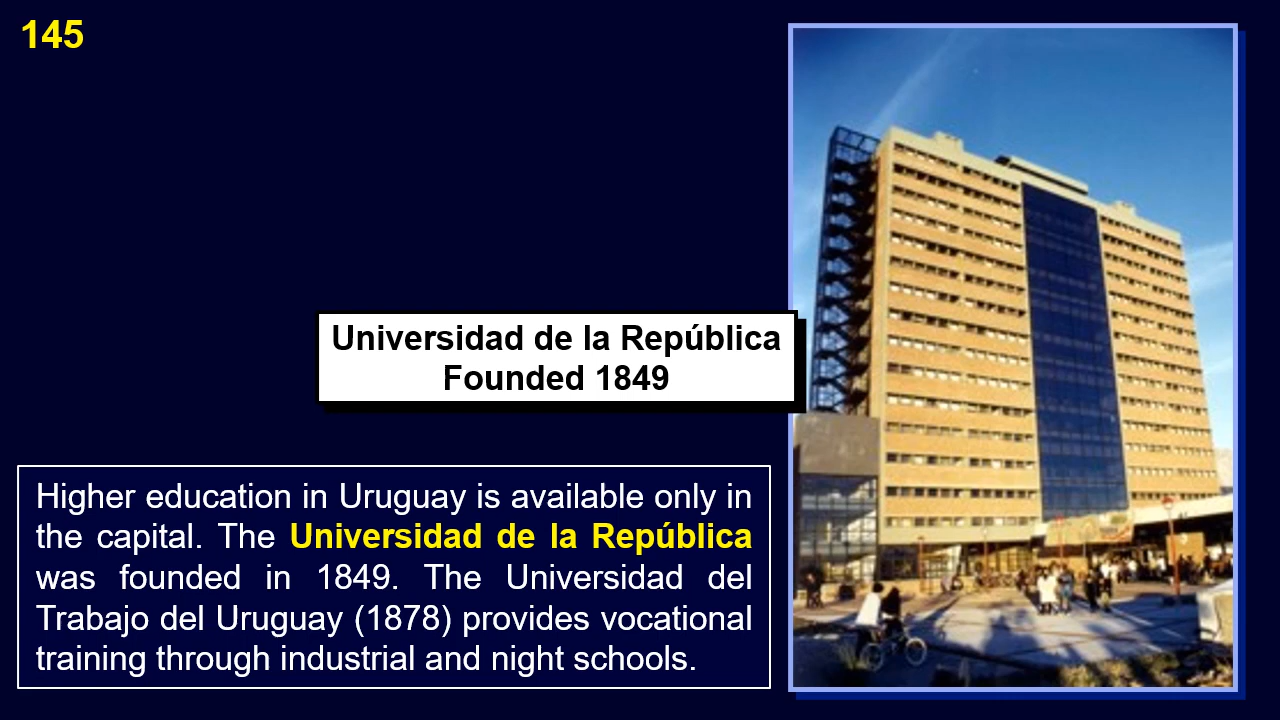 145
Universidad de la República
Founded 1849
Higher education in Uruguay is available only in
the capital. The Universidad de la República
was founded in 1849. The Universidad del
Trabajo del Uruguay (1878) provides vocational
training through industrial and night schools.